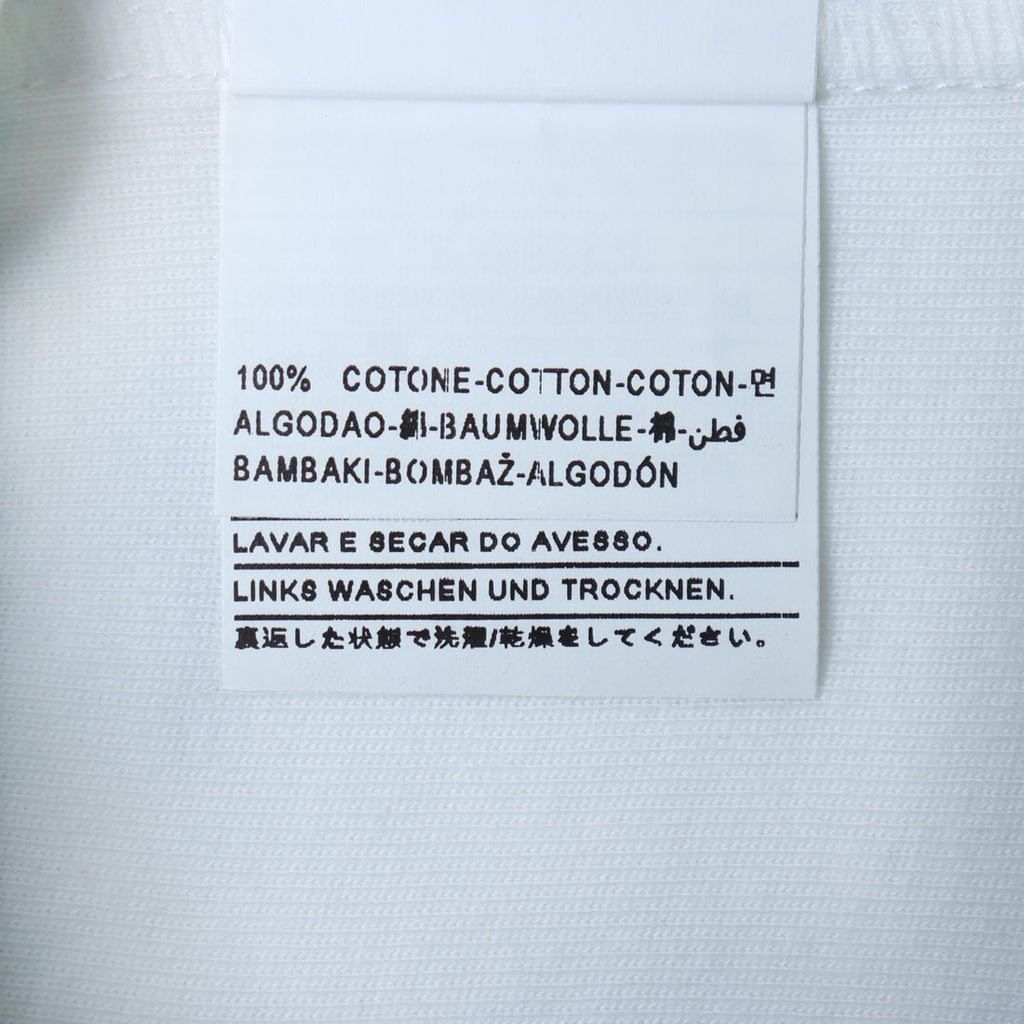 100% COTONE-COTTON-COTON-면
ALGODAO-綿-BAUMWOLLE-棉-قطن
BAMBAKI-BOMBAŽ-ALGODÓN
LAVAR E SECAR DO AVESSO.
LINKS WASCHEN UND TROCKNEN.
裏返した状態で洗濯/乾燥をしてください。